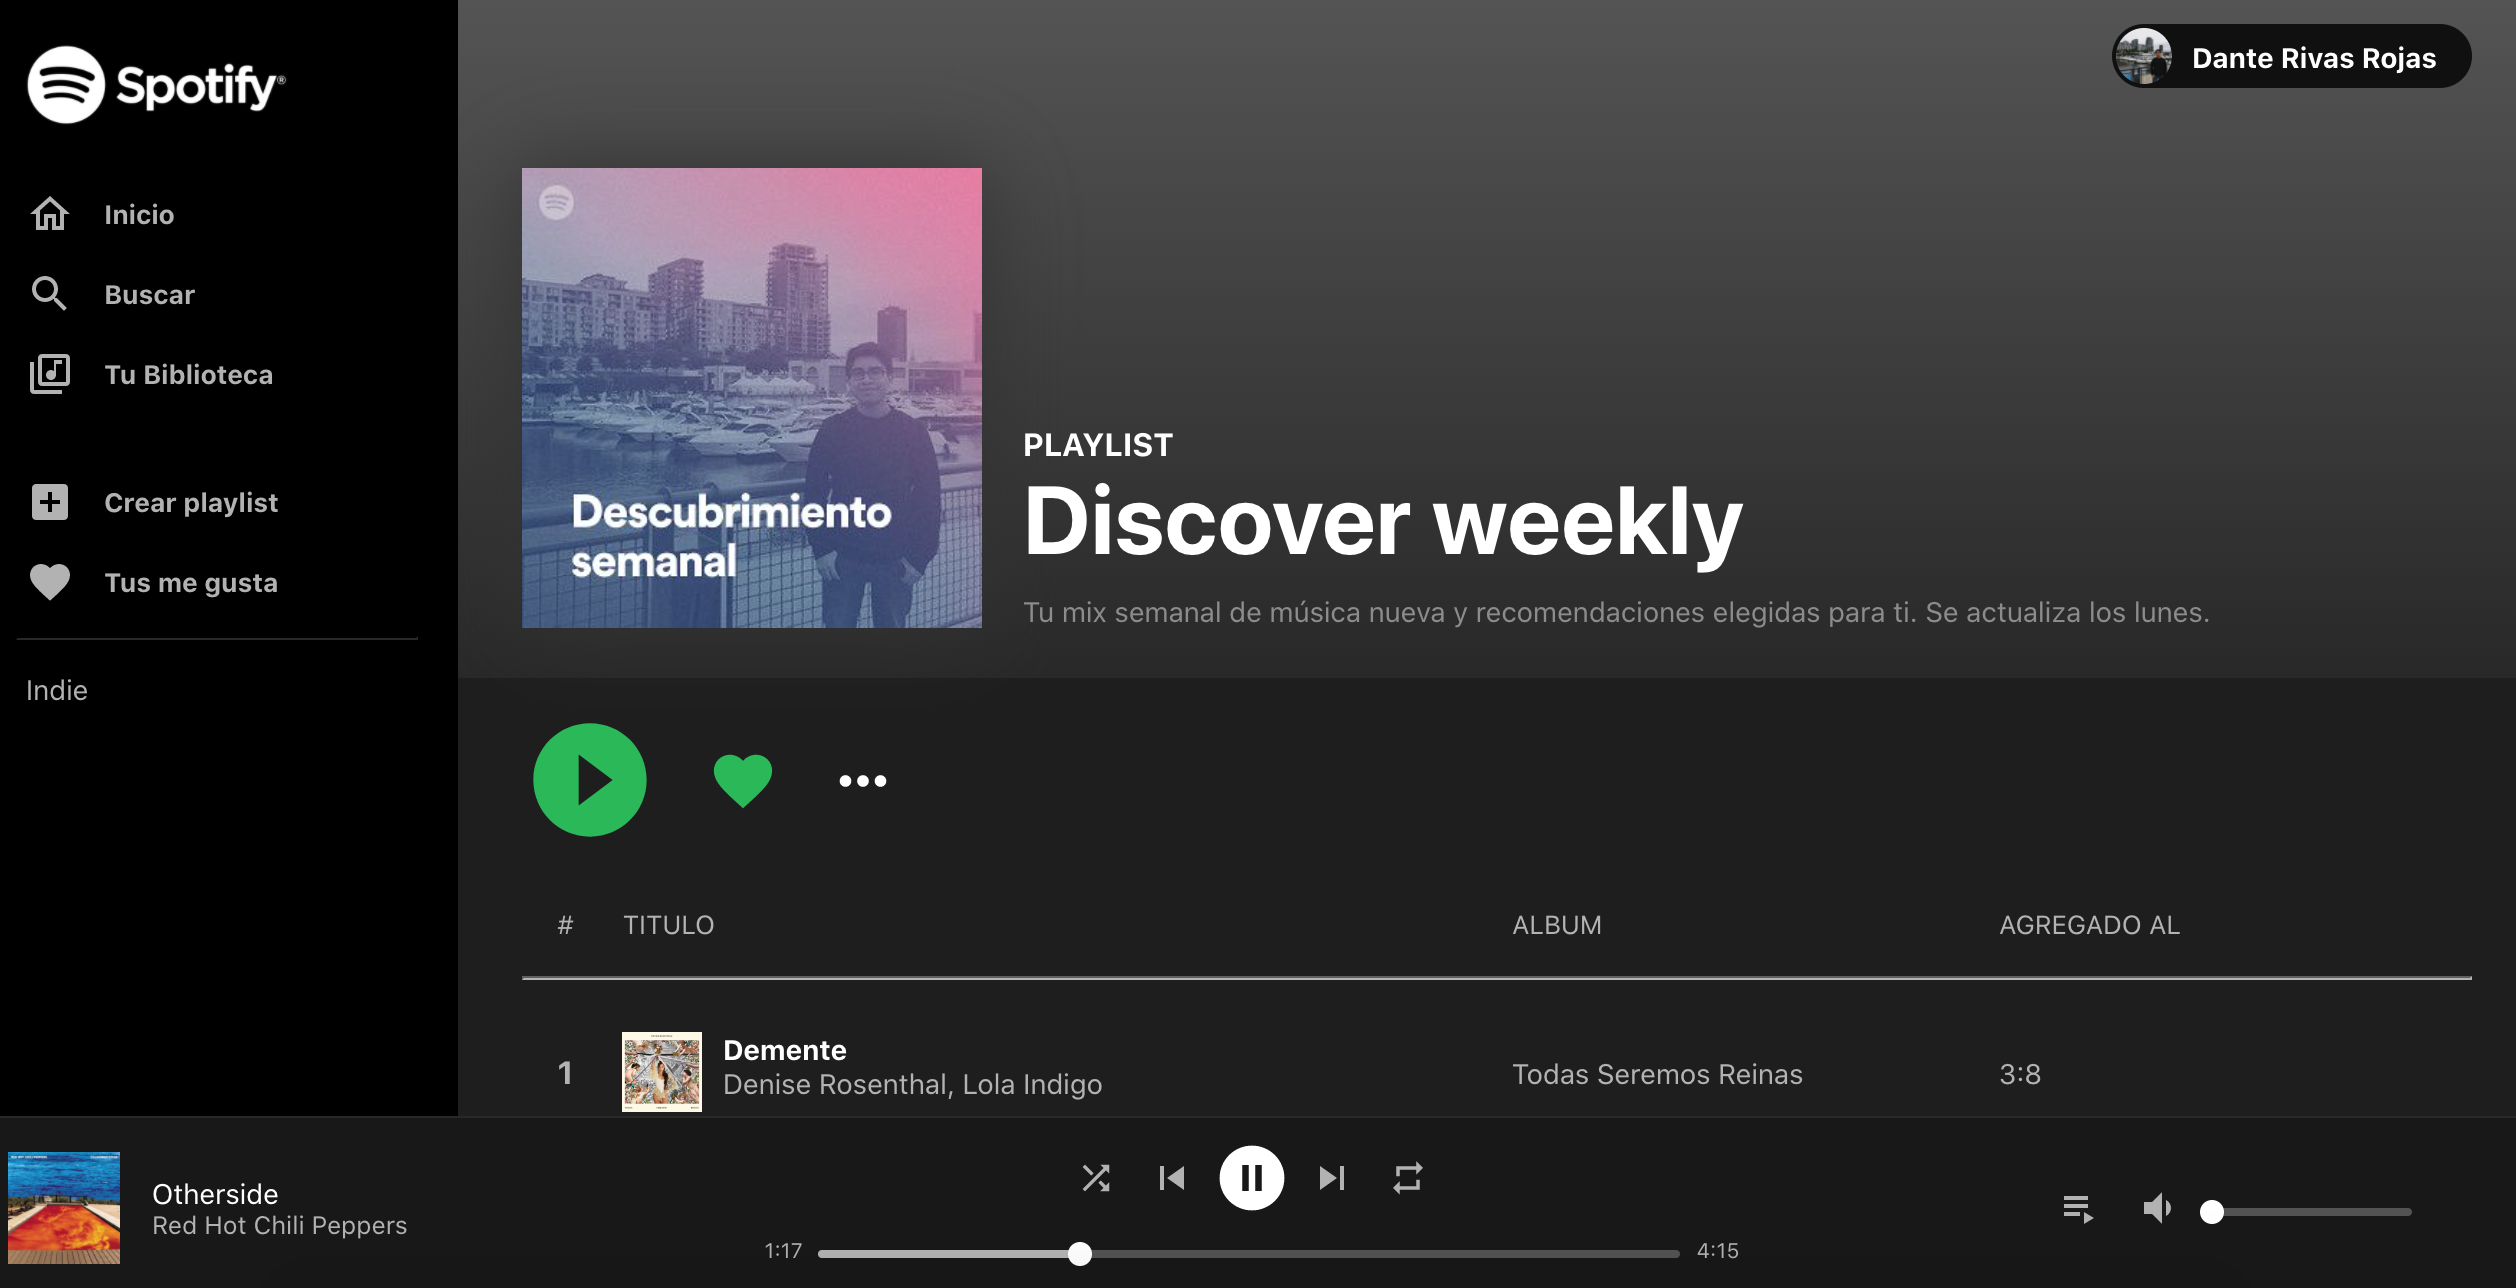 Spotify®
Inicio
Buscar
Tu Biblioteca
Crear playlist
Tus me gusta
Indie
Dante Rivas Rojas
Descubrimiento
semanal
PLAYLIST
Discover weekly
Tu mix semanal de música nueva y recomendaciones elegidas para ti. Se actualiza los lunes.
# TITULO ALBUM AGREGADO AL
1 Demente Todas Seremos Reinas 3:8
Denise Rosenthal, Lola Indigo
Otherside
Red Hot Chili Peppers
1:17 4:15